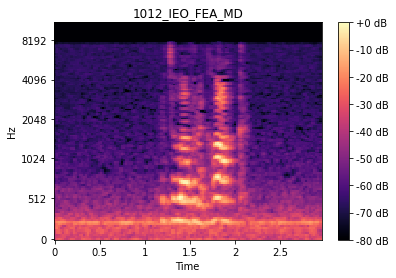 1012_IEO_FEA_MD
+0 dB
8192
-10 dB
4096
-20 dB
-30 dB
2048
Hz
-40 dB
1024
-50 dB
512
-60 dB
-70 dB
0
-80 dB
0 0.5 1 1.5 2 2.5
Time